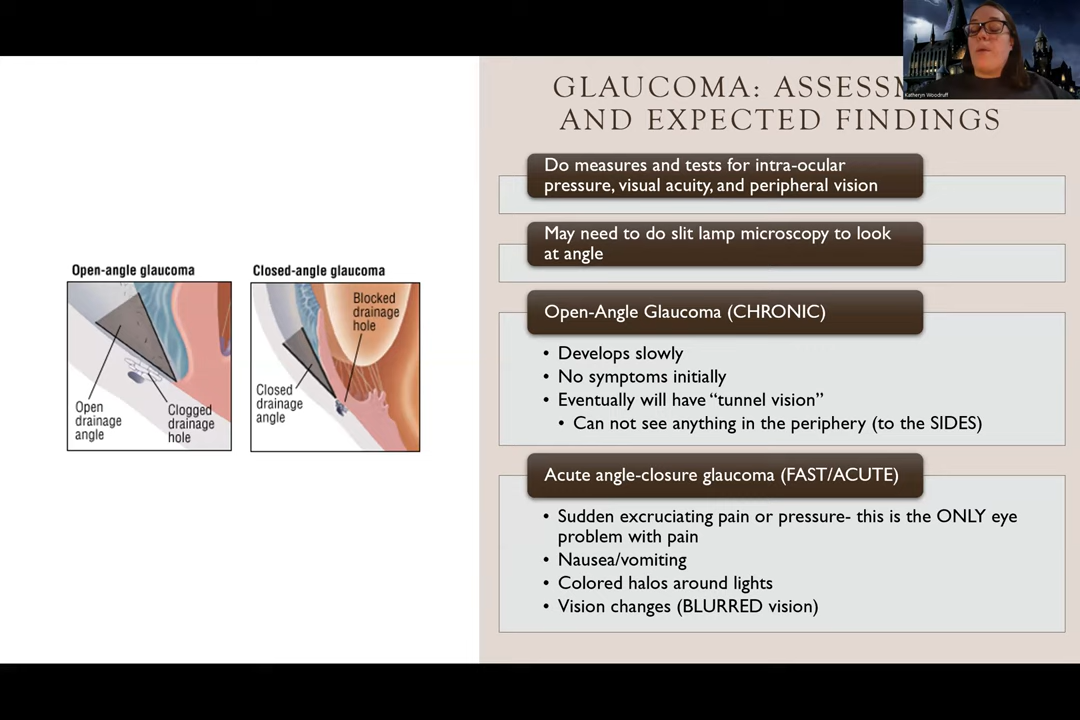 Katheryn Woodruff
GLAUCOMA: ASSESSM
AND EXPECTED FINDINGS
Do measures and tests for intra-ocular
pressure, visual acuity, and peripheral vision
May need to do slit lamp microscopy to look
at angle
Open-Angle Glaucoma (CHRONIC)
• Develops slowly
• No symptoms initially
• Eventually will have “tunnel vision”
• Can not see anything in the periphery (to the SIDES)
Acute angle-closure glaucoma (FAST/ACUTE)
• Sudden excruciating pain or pressure- this is the ONLY eye
problem with pain
• Nausea/vomiting
• Colored halos around lights
• Vision changes (BLURRED vision)
Open-angle glaucoma
Open
drainage
angle
Clogged
drainage
hole
Closed-angle glaucoma
Blocked
drainage
hole
Closed
drainage
angle